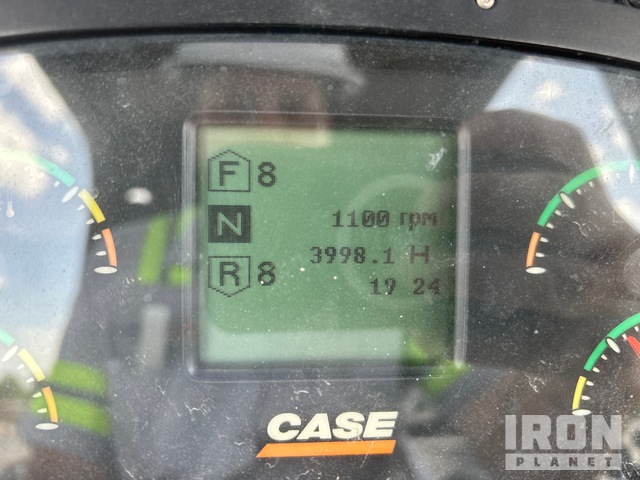 F 8
N 1100 rpm
3998.1 H
R 8
19 24
CASE
IRON
PLANET